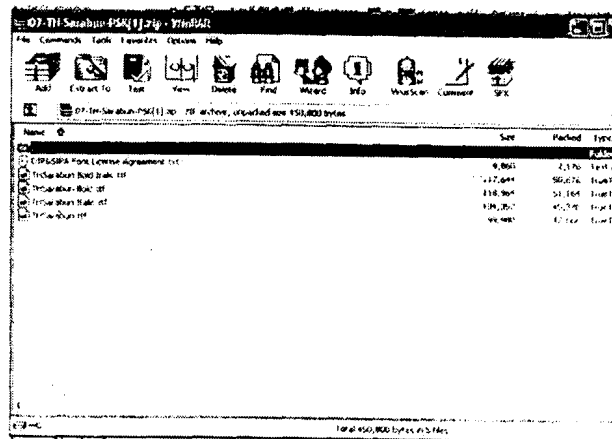 07-TH-Sarabun-PSK[1].zip - WinRAR
File Commands Tools Favorites Options Help
Add Extract To Test View Delete Find Wizard Info VirusScan Comment SFX
07-TH-Sarabun-PSK[1].zip - ZIP archive, unpacked size 450,800 bytes
Name Size Packed Type
DIP&SIPA Font License Agreement.txt
THSarabun Bold Italic.ttf
THSarabun Bold.ttf
THSarabun Italic.ttf
THSarabun.ttf
Total 450,800 bytes in 5 files